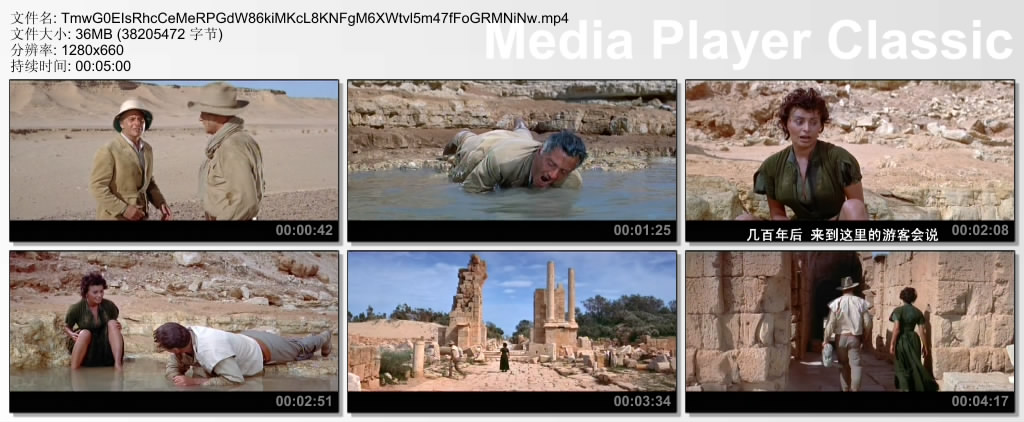 文件名: TmwG0EIsRhcCeMeRPGdW86kiMKcL8KNFgM6XWtvl5m47fFoGRMNiNw.mp4
文件大小: 36MB (38205472 字节)
分辨率: 1280x660
持续时间: 00:05:00
Media Player Classic
00:00:42
00:01:25
几百年后 来到这里的游客会说
00:02:08
00:02:51
00:03:34
00:04:17